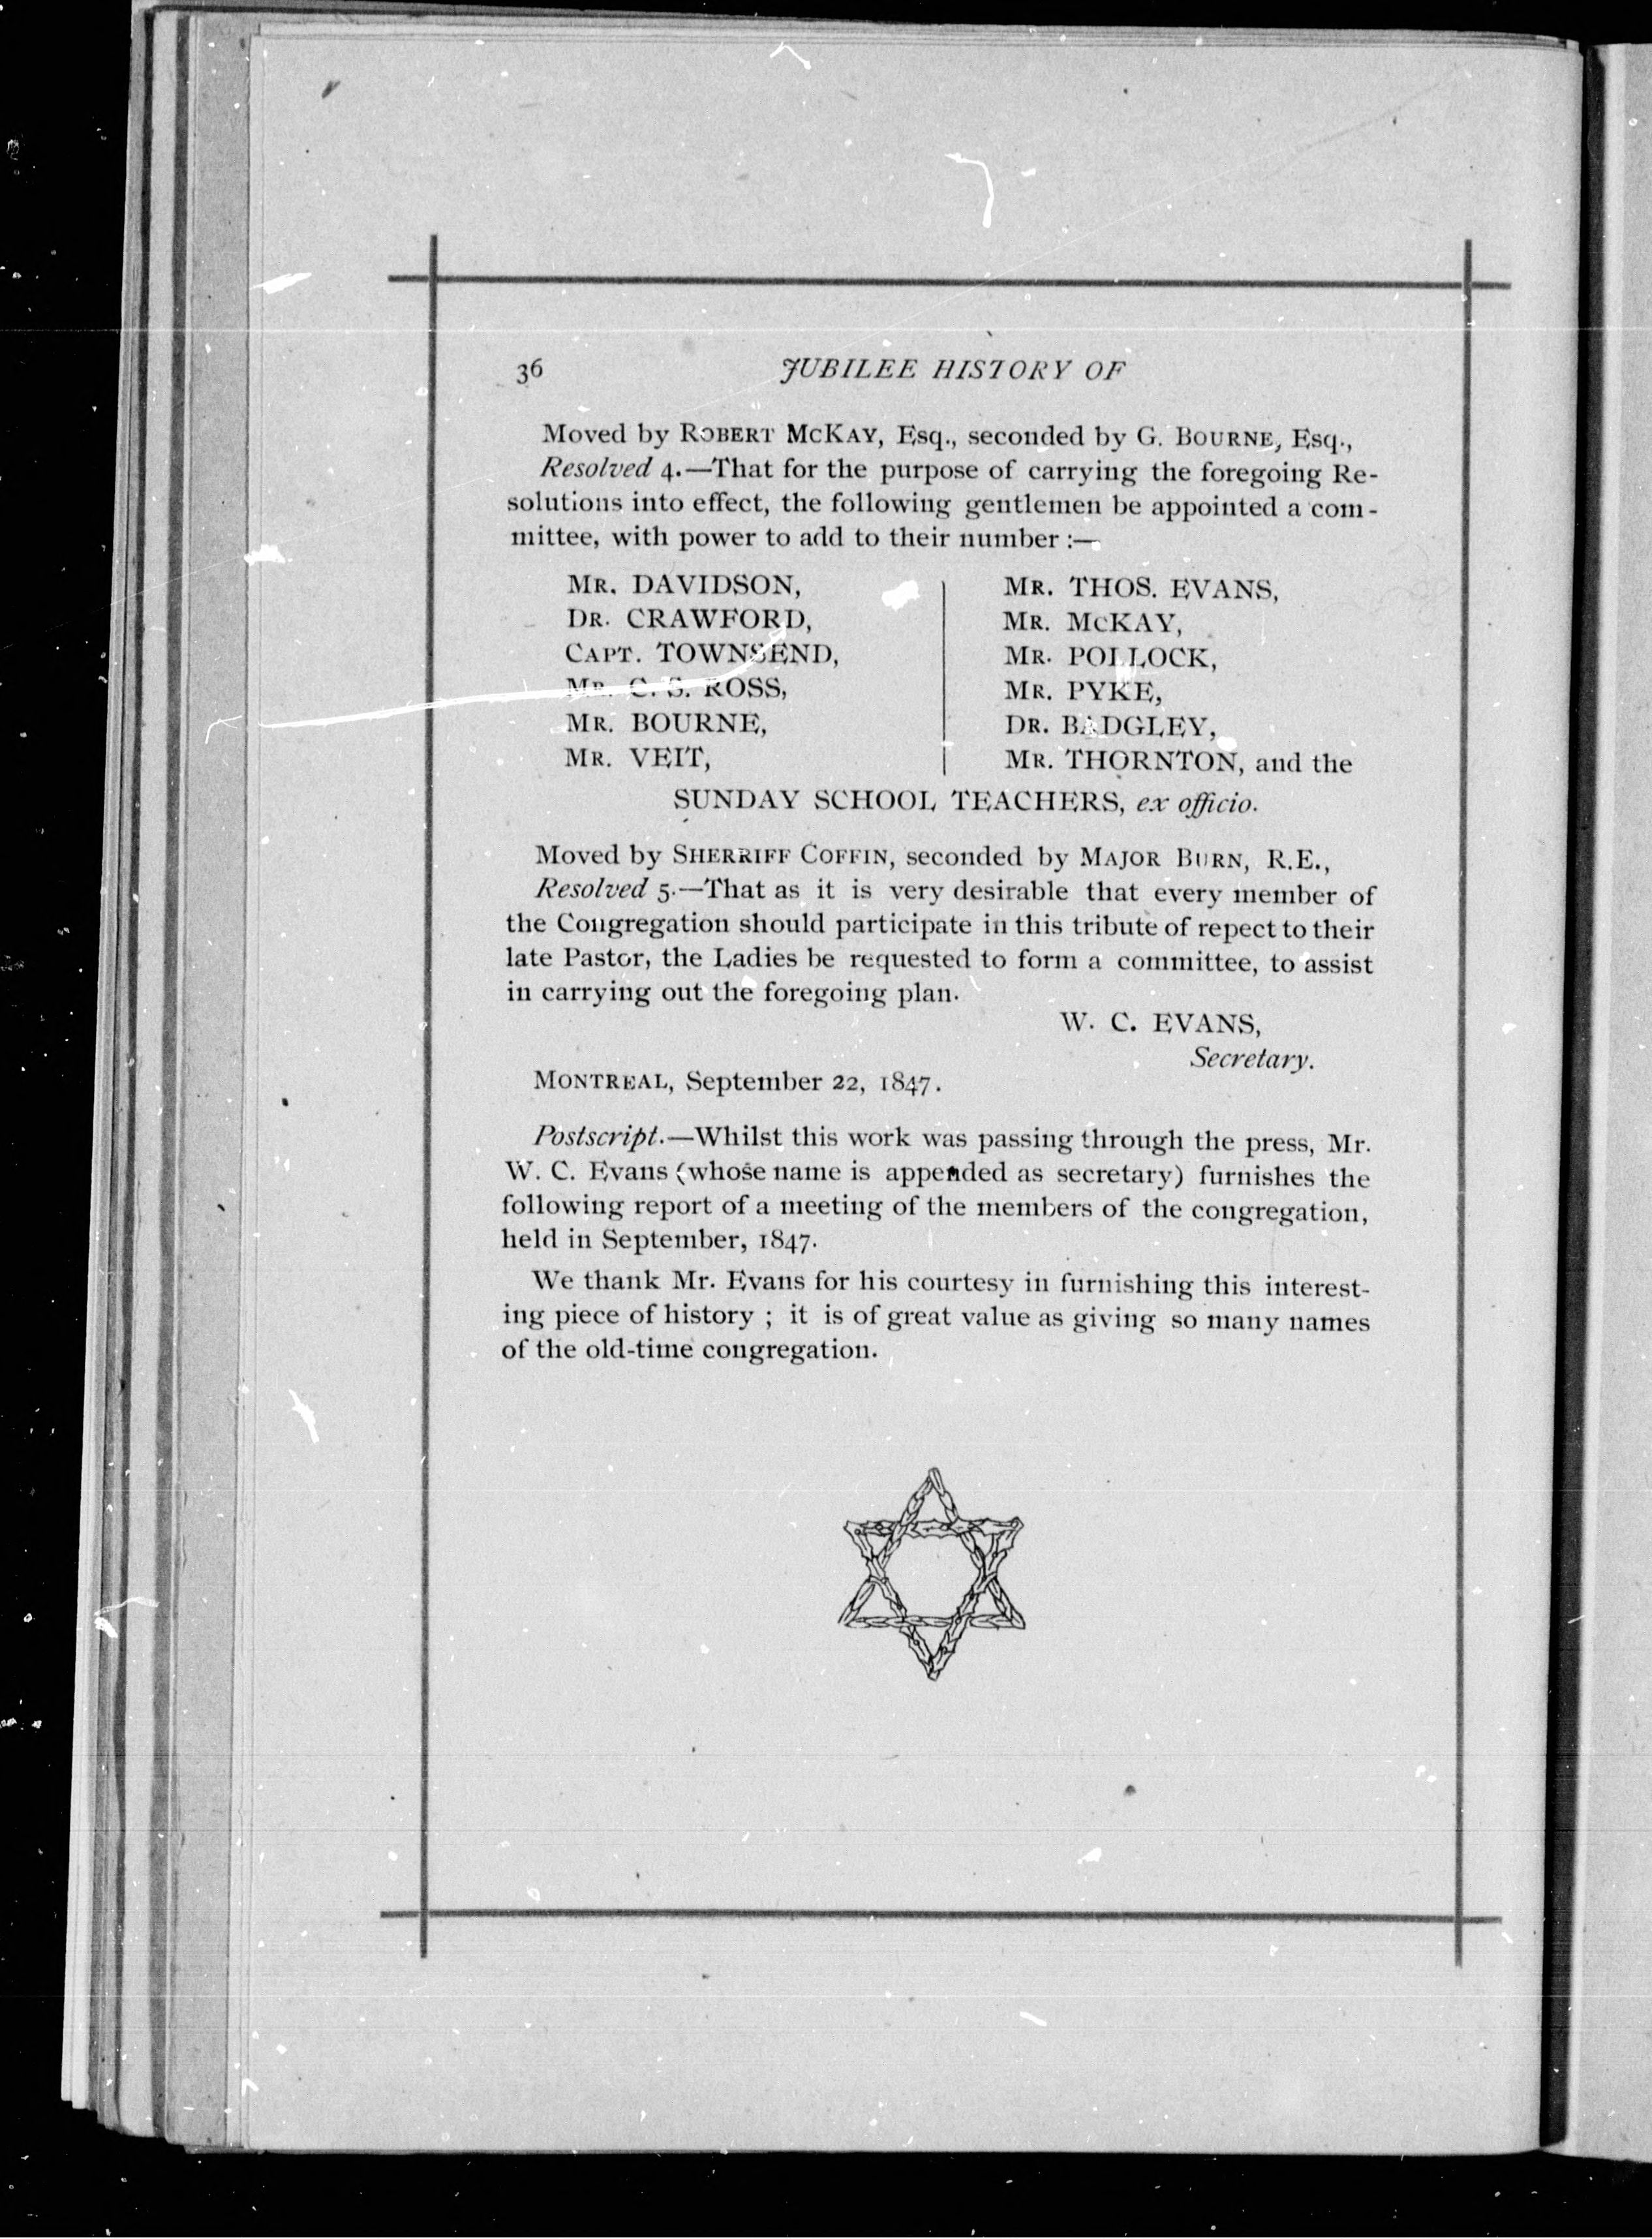 36 JUBILEE HISTORY OF
Moved by ROBERT MCKAY, Esq., seconded by G. BOURNE, Esq.,
Resolved 4.—That for the purpose of carrying the foregoing Re-
solutions into effect, the following gentlemen be appointed a com-
mittee, with power to add to their number :—
MR. DAVIDSON,
DR. CRAWFORD,
CAPT. TOWNSEND,
MR. C. S. ROSS,
MR. BOURNE,
MR. VEIT,
MR. THOS. EVANS,
MR. MCKAY,
MR. POLLOCK,
MR. PYKE,
DR. BADGLEY,
MR. THORNTON, and the
SUNDAY SCHOOL TEACHERS, ex officio.
Moved by SHERRIFF COFFIN, seconded by MAJOR BURN, R.E.,
Resolved 5.—That as it is very desirable that every member of
the Congregation should participate in this tribute of repect to their
late Pastor, the Ladies be requested to form a committee, to assist
in carrying out the foregoing plan.
W. C. EVANS,
Secretary.
MONTREAL, September 22, 1847.
Postscript.—Whilst this work was passing through the press, Mr.
W. C. Evans (whose name is appended as secretary) furnishes the
following report of a meeting of the members of the congregation,
held in September, 1847.
We thank Mr. Evans for his courtesy in furnishing this interest-
ing piece of history ; it is of great value as giving so many names
of the old-time congregation.